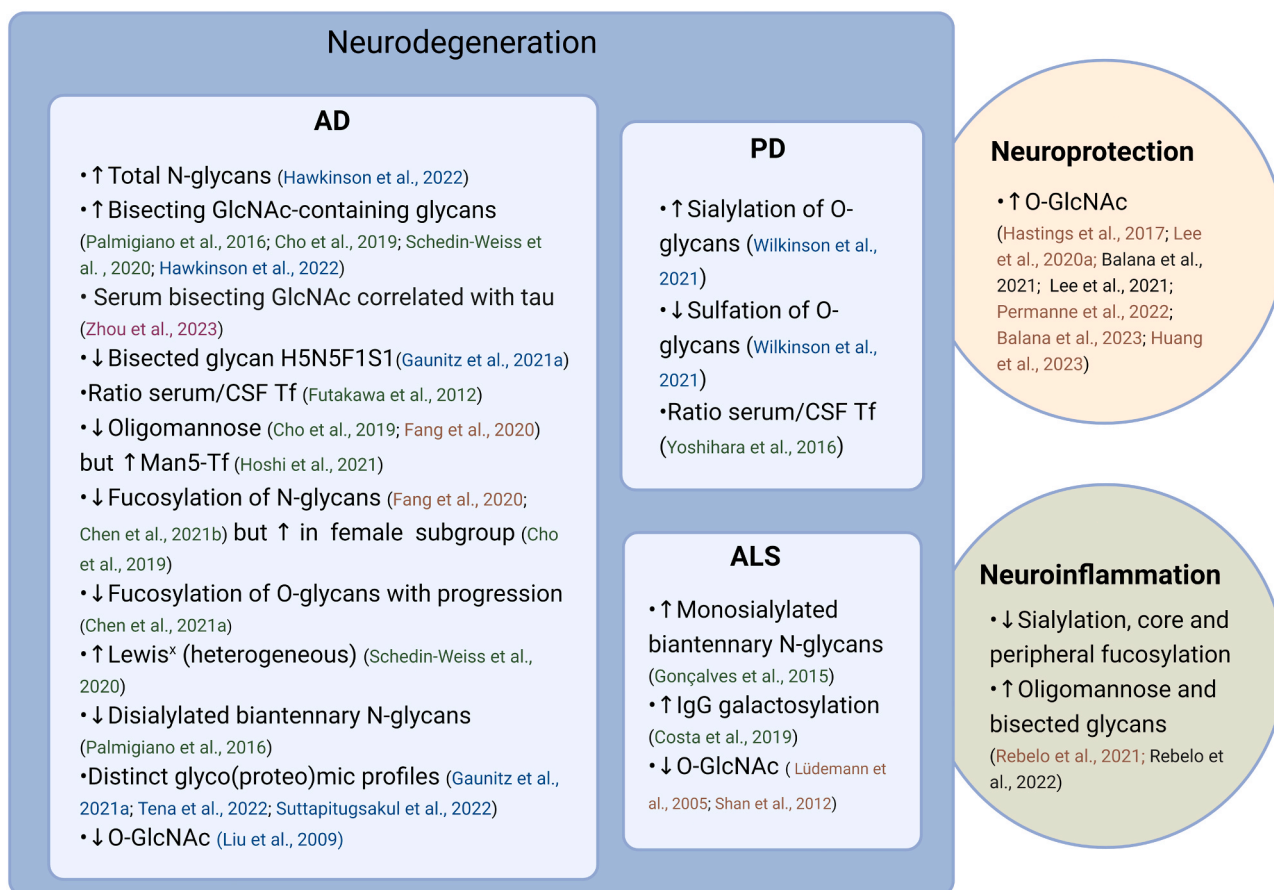 Neurodegeneration
AD
•↑Total N-glycans (Hawkinson et al., 2022)
•↑Bisecting GlcNAc-containing glycans
(Palmigiano et al., 2016; Cho et al., 2019; Schedin-Weiss et
al. , 2020; Hawkinson et al., 2022)
• Serum bisecting GlcNAc correlated with tau
(Zhou et al., 2023)
•↓Bisected glycan H5N5F1S1(Gaunitz et al., 2021a)
•Ratio serum/CSF Tf (Futakawa et al., 2012)
•↓Oligomannose (Cho et al., 2019; Fang et al., 2020)
but ↑Man5-Tf (Hoshi et al., 2021)
•↓Fucosylation of N-glycans (Fang et al., 2020;
Chen et al., 2021b) but ↑ in female subgroup (Cho
et al., 2019)
•↓Fucosylation of O-glycans with progression
(Chen et al., 2021a)
•↑Lewisˣ (heterogeneous) (Schedin-Weiss et al.,
2020)
•↓Disialylated biantennary N-glycans
(Palmigiano et al., 2016)
•Distinct glyco(proteo)mic profiles (Gaunitz et al.,
2021a; Tena et al., 2022; Suttapitugsakul et al., 2022)
•↓O-GlcNAc (Liu et al., 2009)
PD
•↑Sialylation of O-
glycans (Wilkinson et al.,
2021)
•↓Sulfation of O-
glycans (Wilkinson et al.,
2021)
•Ratio serum/CSF Tf
(Yoshihara et al., 2016)
ALS
•↑Monosialylated
biantennary N-glycans
(Gonçalves et al., 2015)
•↑IgG galactosylation
(Costa et al., 2019)
•↓O-GlcNAc ( Lüdemann et
al., 2005; Shan et al., 2012)
Neuroprotection
•↑O-GlcNAc
(Hastings et al., 2017; Lee
et al., 2020a; Balana et al.,
2021; Lee et al., 2021;
Permanne et al., 2022;
Balana et al., 2023; Huang
et al., 2023)
Neuroinflammation
•↓Sialylation, core and
peripheral fucosylation
•↑Oligomannose and
bisected glycans
(Rebelo et al., 2021; Rebelo et
al., 2022)